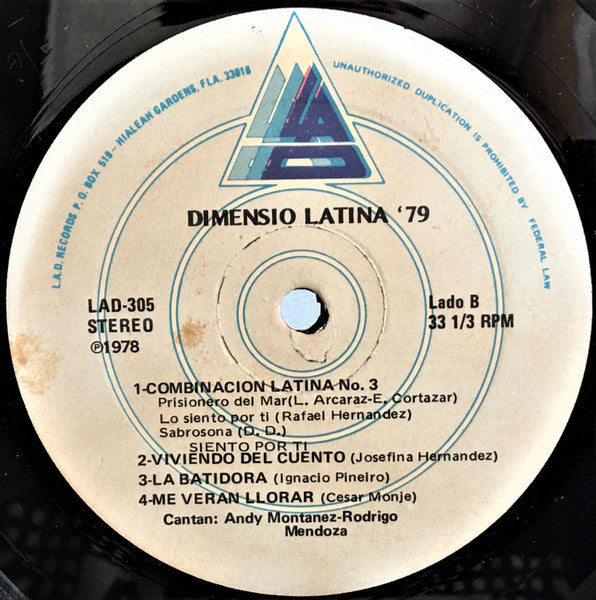 L.A.D. RECORDS P. O. BOX 519 - HIALEAH GARDENS, FLA. 33016
UNAUTHORIZED DUPLICATION IS PROHIBITED BY FEDERAL LAW
LAD
DIMENSIO LATINA '79
LAD-305
STEREO
℗1978
Lado B
33 1/3 RPM
1-COMBINACION LATINA No. 3
Prisionero del Mar(L. Arcaraz-E. Cortazar)
Lo siento por ti (Rafael Hernandez)
Sabrosona (D. D.)
SIENTO POR TI
2-VIVIENDO DEL CUENTO (Josefina Hernandez)
3-LA BATIDORA (Ignacio Pineiro)
4-ME VERAN LLORAR (Cesar Monje)
Cantan: Andy Montanez-Rodrigo
Mendoza